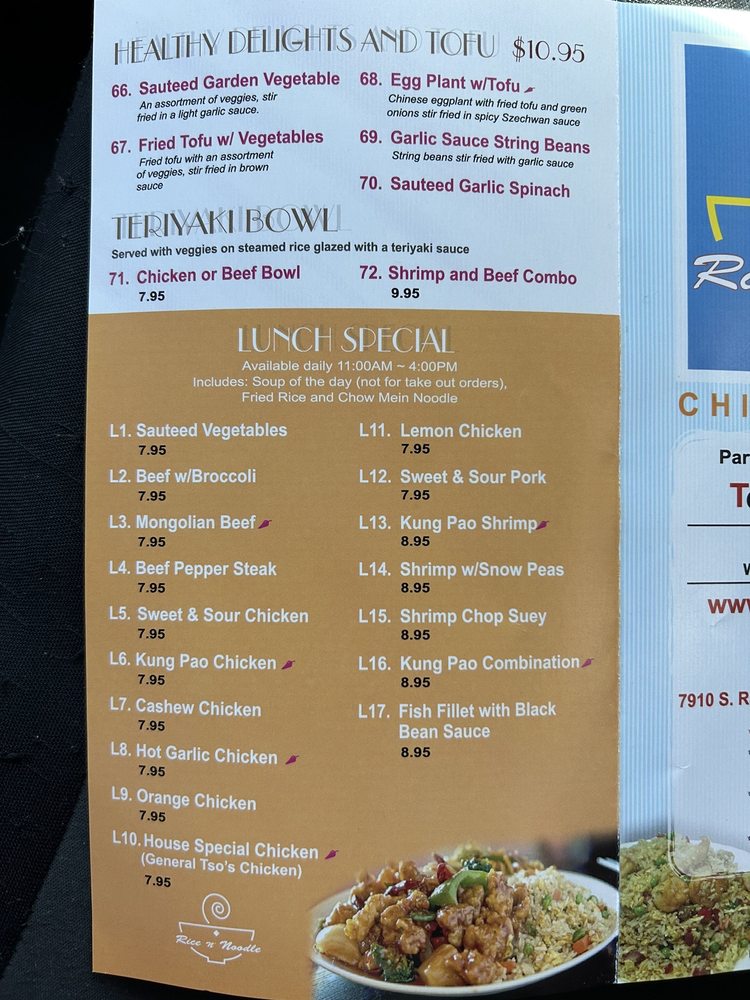 HEALTHY DELIGHTS AND TOFU $10.95
66. Sauteed Garden Vegetable
An assortment of veggies, stir
fried in a light garlic sauce.
67. Fried Tofu w/ Vegetables
Fried tofu with an assortment
of veggies, stir fried in brown
sauce
68. Egg Plant w/Tofu
Chinese eggplant with fried tofu and green
onions stir fried in spicy Szechwan sauce
69. Garlic Sauce String Beans
String beans stir fried with garlic sauce
70. Sauteed Garlic Spinach
TERIYAKI BOWL
Served with veggies on steamed rice glazed with a teriyaki sauce
71. Chicken or Beef Bowl
7.95
72. Shrimp and Beef Combo
9.95
LUNCH SPECIAL
Available daily 11:00AM ~ 4:00PM
Includes: Soup of the day (not for take out orders),
Fried Rice and Chow Mein Noodle
L1. Sauteed Vegetables
7.95
L2. Beef w/Broccoli
7.95
L3. Mongolian Beef
7.95
L4. Beef Pepper Steak
7.95
L5. Sweet & Sour Chicken
7.95
L6. Kung Pao Chicken
7.95
L7. Cashew Chicken
7.95
L8. Hot Garlic Chicken
7.95
L9. Orange Chicken
7.95
L10. House Special Chicken
(General Tso's Chicken)
7.95
L11. Lemon Chicken
7.95
L12. Sweet & Sour Pork
7.95
L13. Kung Pao Shrimp
8.95
L14. Shrimp w/Snow Peas
8.95
L15. Shrimp Chop Suey
8.95
L16. Kung Pao Combination
8.95
L17. Fish Fillet with Black
Bean Sauce
8.95
Rice n Noodle
CHI
Par
www
7910 S. R